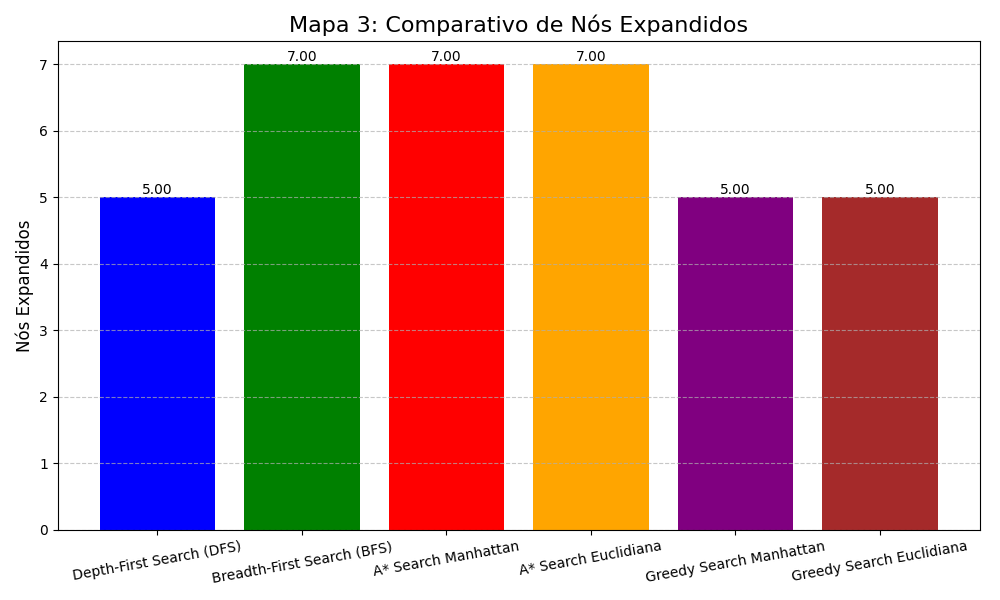 Mapa 3: Comparativo de Nós Expandidos
Nós Expandidos
7
6
5
4
3
2
1
0
5.00
7.00
7.00
7.00
5.00
5.00
Depth-First Search (DFS)
Breadth-First Search (BFS)
A* Search Manhattan
A* Search Euclidiana
Greedy Search Manhattan
Greedy Search Euclidiana